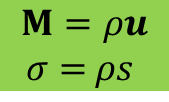 𝐌 = ρ𝒖
σ = ρs